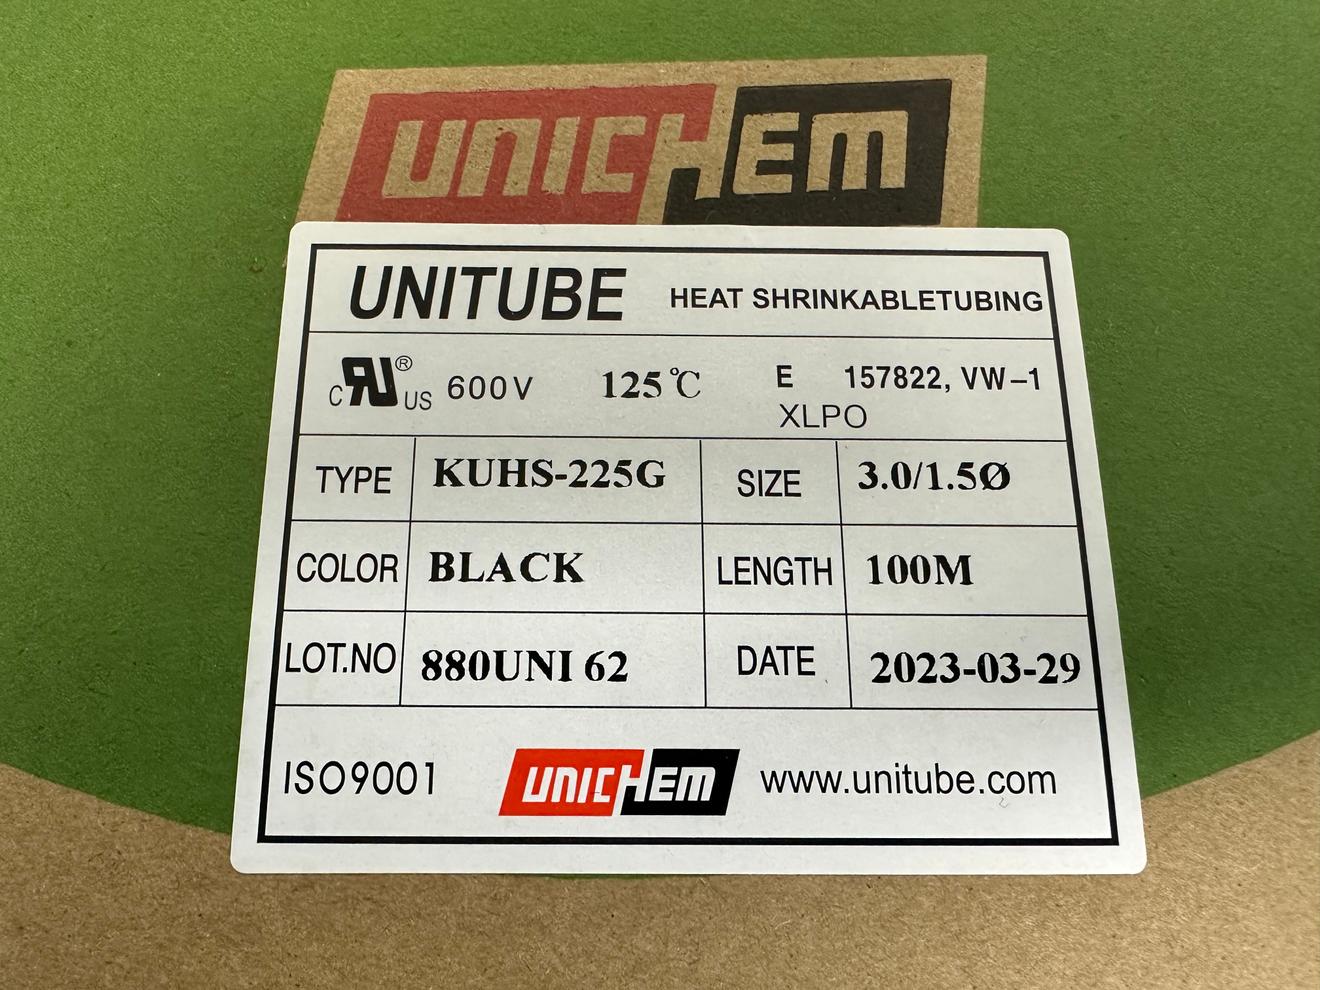 UNICHEM
UNITUBE HEAT SHRINKABLETUBING
c RU ® US 600V 125℃ E 157822, VW-1
XLPO
TYPE KUHS-225G SIZE 3.0/1.5Ø
COLOR BLACK LENGTH 100M
LOT.NO 880UNI 62 DATE 2023-03-29
ISO9001 UNICHEM www.unitube.com